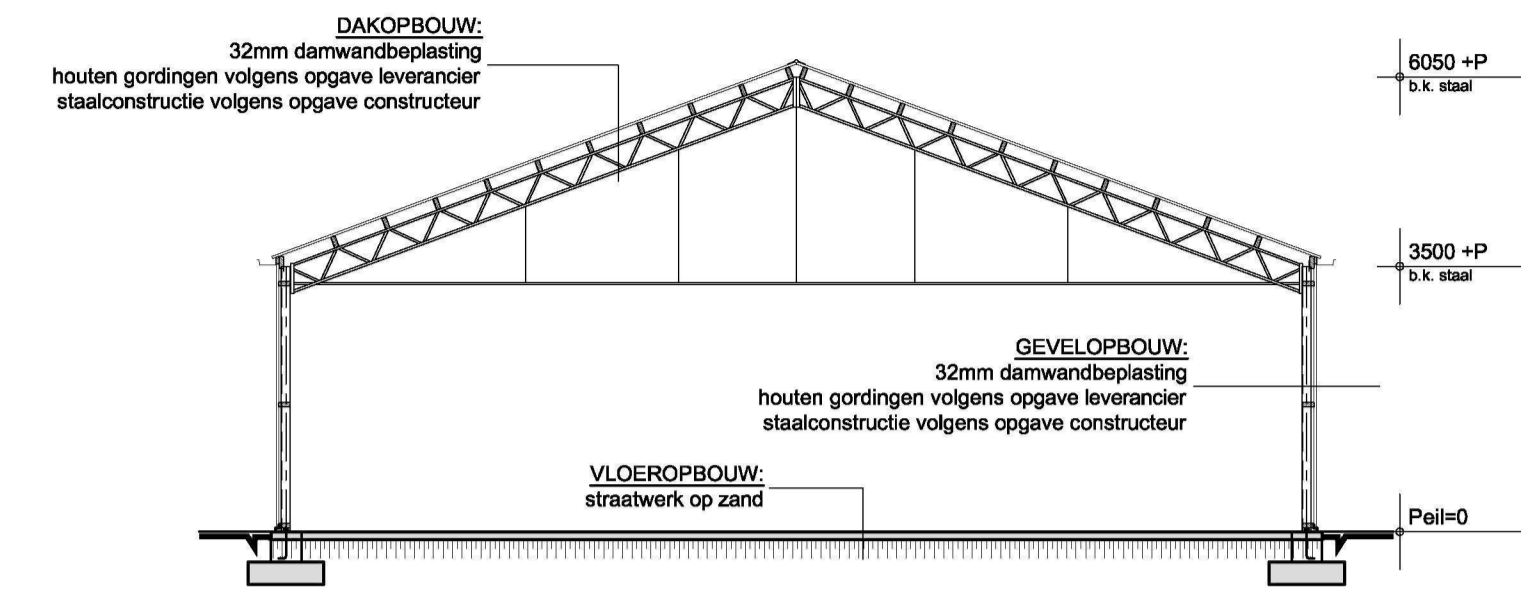 DAKOPBOUW:
32mm damwandbeplasting
houten gordingen volgens opgave leverancier
staalconstructie volgens opgave constructeur
6050 +P
b.k. staal
3500 +P
b.k. staal
GEVELOPBOUW:
32mm damwandbeplasting
houten gordingen volgens opgave leverancier
staalconstructie volgens opgave constructeur
VLOEROPBOUW:
straatwerk op zand
Peil=0